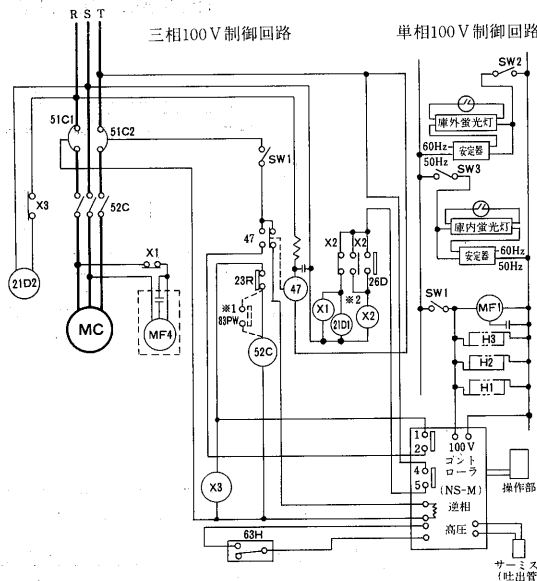 三相100V制御回路
単相100V制御回路
R S T
SW2
51C1
51C2
庫外蛍光灯
60Hz
50Hz
安定器
SW1
SW3
X3
52C
47
X2
X2
庫内蛍光灯
安定器
60Hz
50Hz
21D2
X1
23R
26D
※1
83PW
47
※2
X1
21D1
X2
SW1
MF1
MC
MF4
52C
H3
H2
H1
1
2
100V
コントローラ
(NS-M)
4
5
操作部
X3
逆相
高圧
63H
サーミス
(吐出管